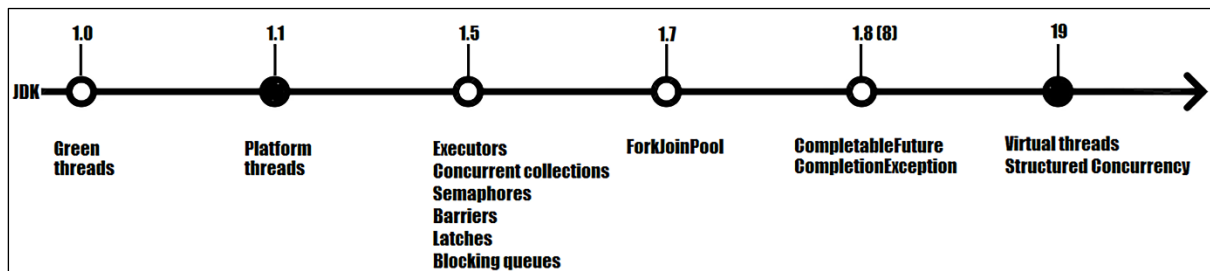 1.0
1.1
1.5
1.7
1.8 (8)
19
JDK
Green
threads
Platform
threads
Executors
Concurrent collections
Semaphores
Barriers
Latches
Blocking queues
ForkJoinPool
CompletableFuture
CompletionException
Virtual threads
Structured Concurrency